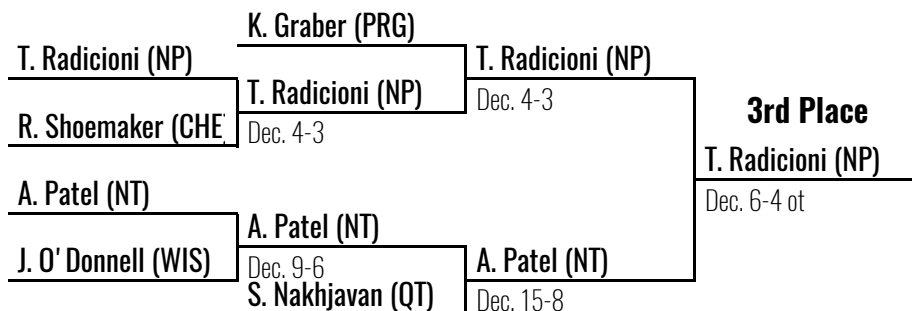 K. Graber (PRG)
T. Radicioni (NP)
T. Radicioni (NP)
T. Radicioni (NP)
Dec. 4-3
R. Shoemaker (CHE
Dec. 4-3
3rd Place
T. Radicioni (NP)
Dec. 6-4 ot
A. Patel (NT)
A. Patel (NT)
J. O' Donnell (WIS)
Dec. 9-6
A. Patel (NT)
S. Nakhjavan (QT)
Dec. 15-8